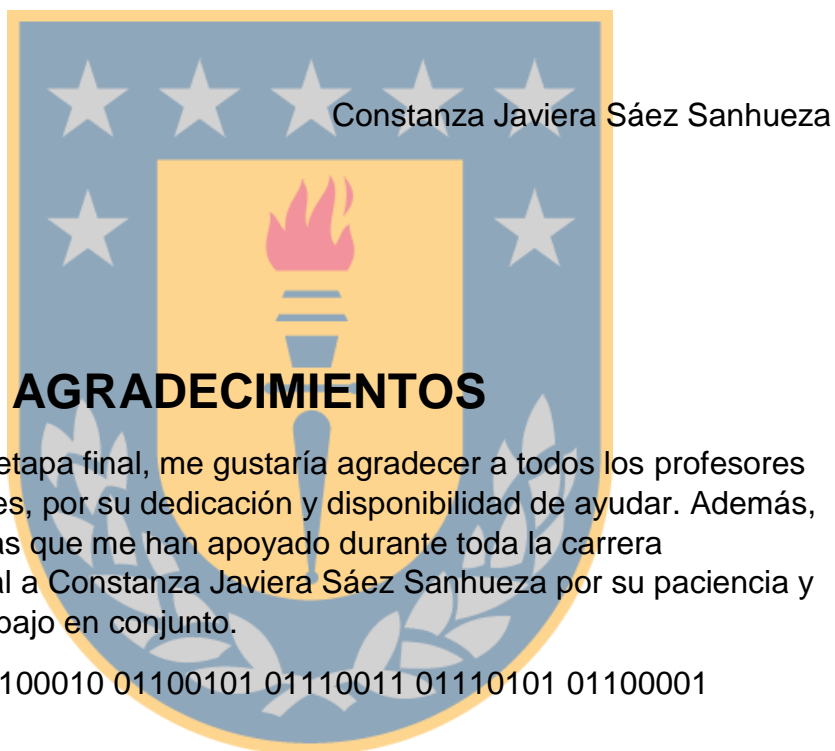 Constanza Javiera Sáez Sanhueza
AGRADECIMIENTOS
etapa final, me gustaría agradecer a todos los profesores
es, por su dedicación y disponibilidad de ayudar. Además,
as que me han apoyado durante toda la carrera
al a Constanza Javiera Sáez Sanhueza por su paciencia y
bajo en conjunto.
100010 01100101 01110011 01110101 01100001